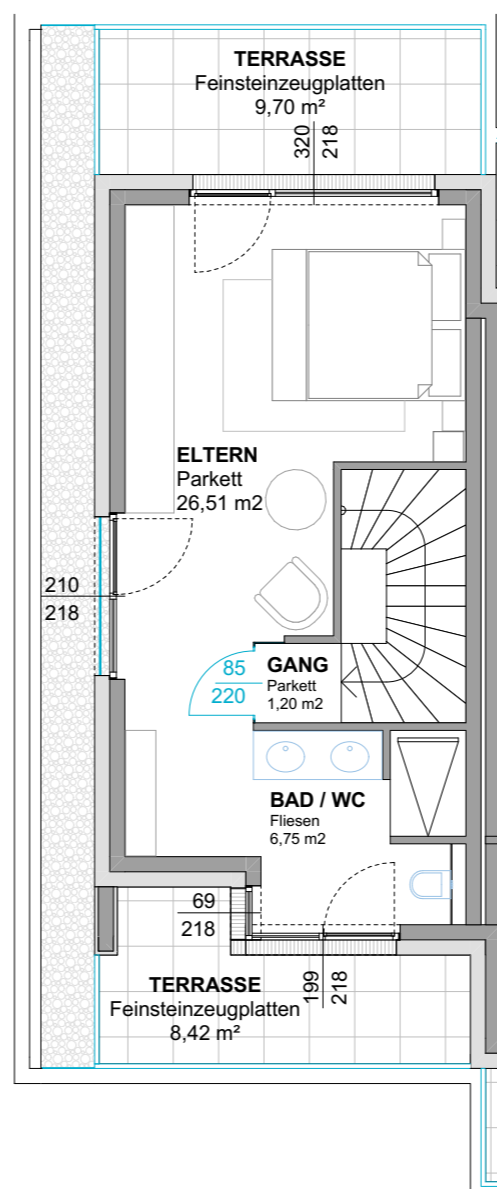 TERRASSE
Feinsteinzeugplatten
9,70 m²
320
218
ELTERN
Parkett
26,51 m2
210
218
85
220
GANG
Parkett
1,20 m2
BAD / WC
Fliesen
6,75 m2
69
218
199
218
TERRASSE
Feinsteinzeugplatten
8,42 m²